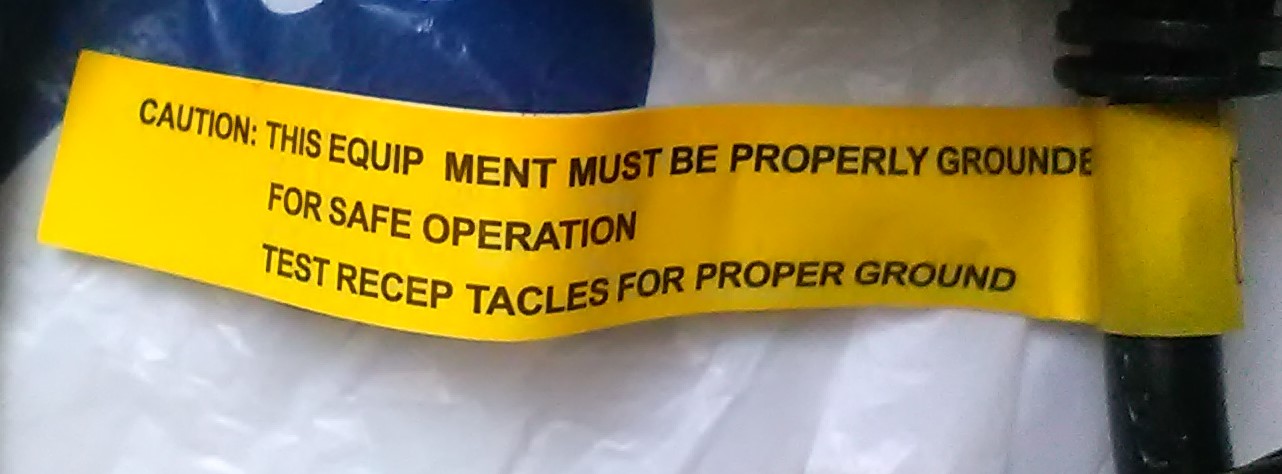 CAUTION: THIS EQUIP MENT MUST BE PROPERLY GROUNDE
FOR SAFE OPERATION
TEST RECEP TACLES FOR PROPER GROUND